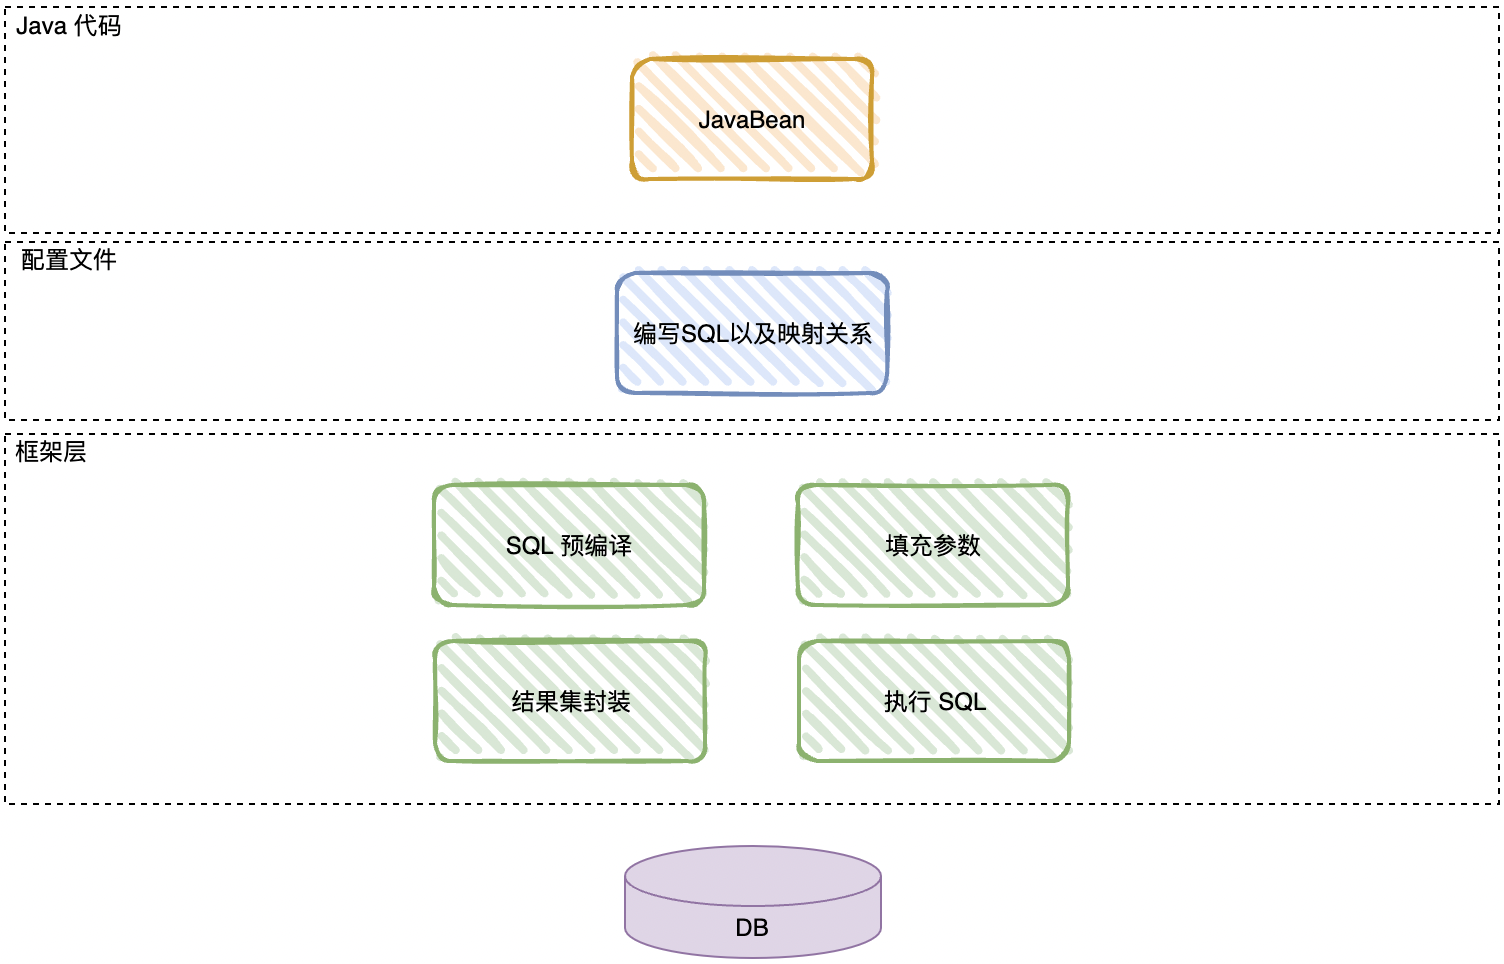 Java 代码
JavaBean
配置文件
编写SQL以及映射关系
框架层
SQL 预编译
填充参数
结果集封装
执行 SQL
DB